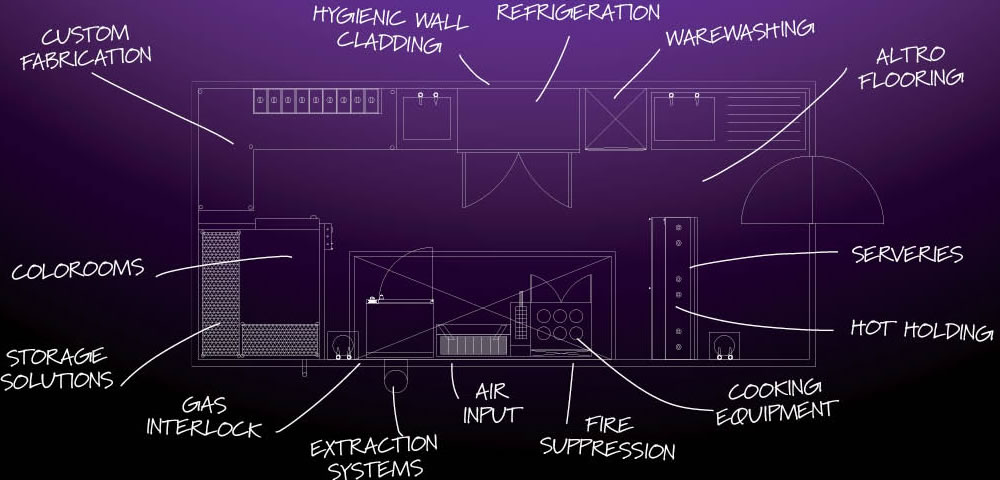 HYGIENIC WALL
CLADDING
REFRIGERATION
WAREWASHING
CUSTOM
FABRICATION
ALTRO
FLOORING
COLOROOMS
SERVERIES
HOT HOLDING
STORAGE
SOLUTIONS
GAS
INTERLOCK
EXTRACTION
SYSTEMS
AIR
INPUT
FIRE
SUPPRESSION
COOKING
EQUIPMENT